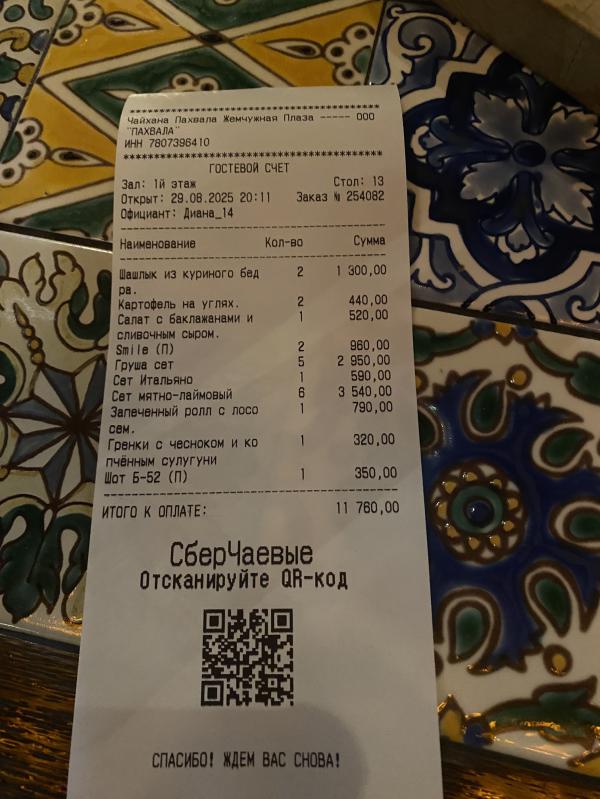 ****************************************
Чайхана Пахвала Жемчужная Плаза ----- ООО
"ПАХВАЛА"
ИНН 7807396410
****************************************
ГОСТЕВОЙ СЧЕТ
Зал: 1й этаж Стол: 13
Открыт: 29.08.2025 20:11 Заказ № 254082
Официант: Диана_14
Наименование Кол-во Сумма
Шашлык из куриного бед 2 1 300,00
ра.
Картофель на углях. 2 440,00
Салат с баклажанами и 1 520,00
сливочным сыром.
Smile (П) 2 960,00
Груша сет 5 2 950,00
Сет Итальяно 1 590,00
Сет мятно-лаймовый 6 3 540,00
Запеченный ролл с лосо 1 790,00
сем.
Гренки с чесноком и ко 1 320,00
пчённым сулугуни
Шот Б-52 (П) 1 350,00
ИТОГО К ОПЛАТЕ: 11 760,00
СберЧаевые
Отсканируйте QR-код
СПАСИБО! ЖДЕМ ВАС СНОВА!